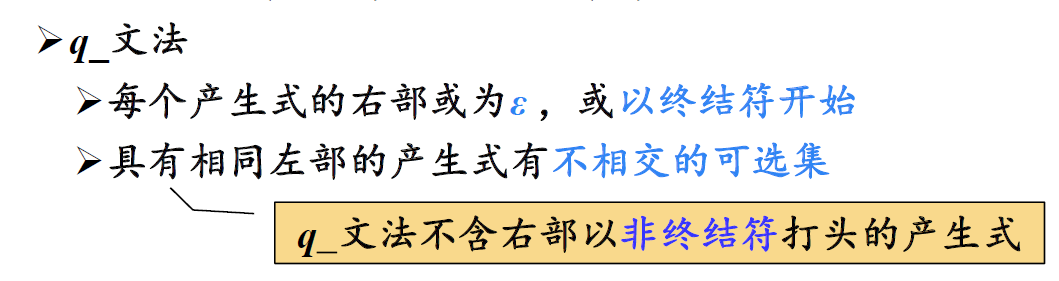 ➢q_文法
➢每个产生式的右部或为ε，或以终结符开始
➢具有相同左部的产生式有不相交的可选集
q_文法不含右部以非终结符打头的产生式